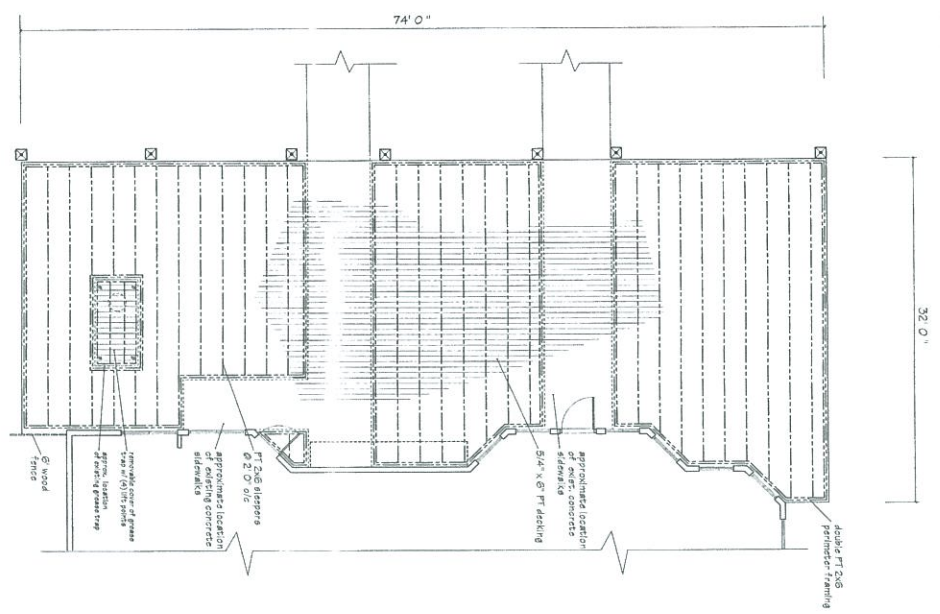 74' 0"
32' 0"
6' wood
fence
approx. location
of existing grease trap
removable cover of grease
trap w/ (4) lift points
PT 2x6 sleepers
@ 2' 0" o/c
approximate location
of existing concrete
sidewalks
5/4" x 6" PT decking
approximate location
of exist. concrete
sidewalks
double PT 2x6
perimeter framing